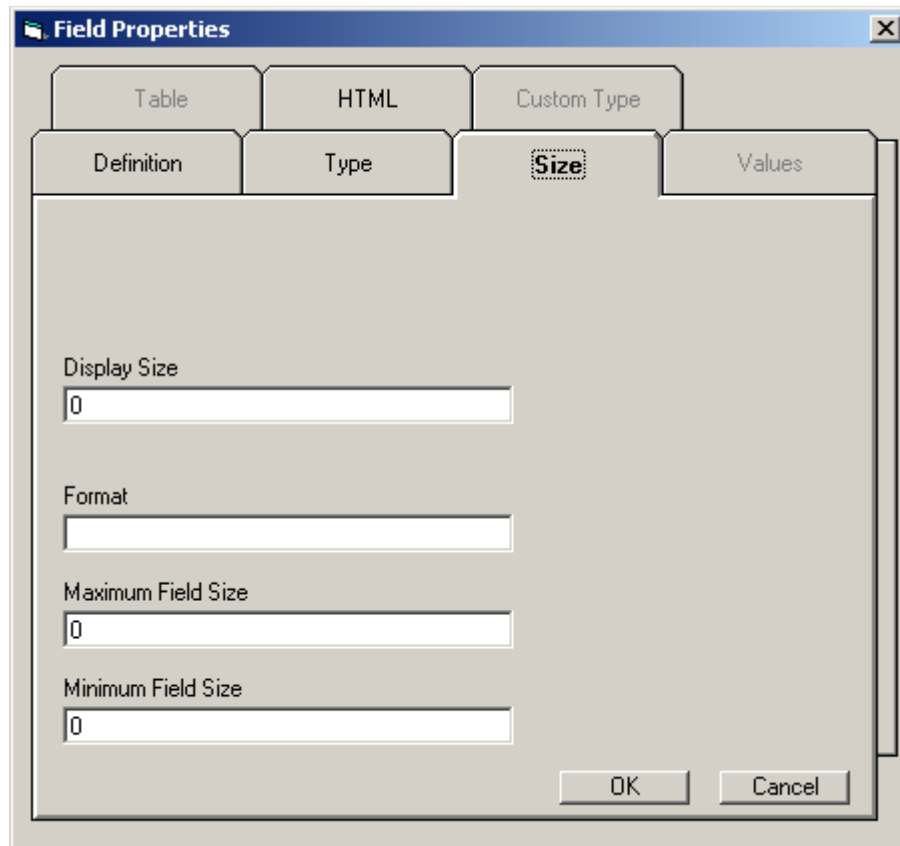 Field Properties
Table HTML Custom Type
Definition Type Size Values
Display Size
0
Format
Maximum Field Size
0
Minimum Field Size
0
OK Cancel